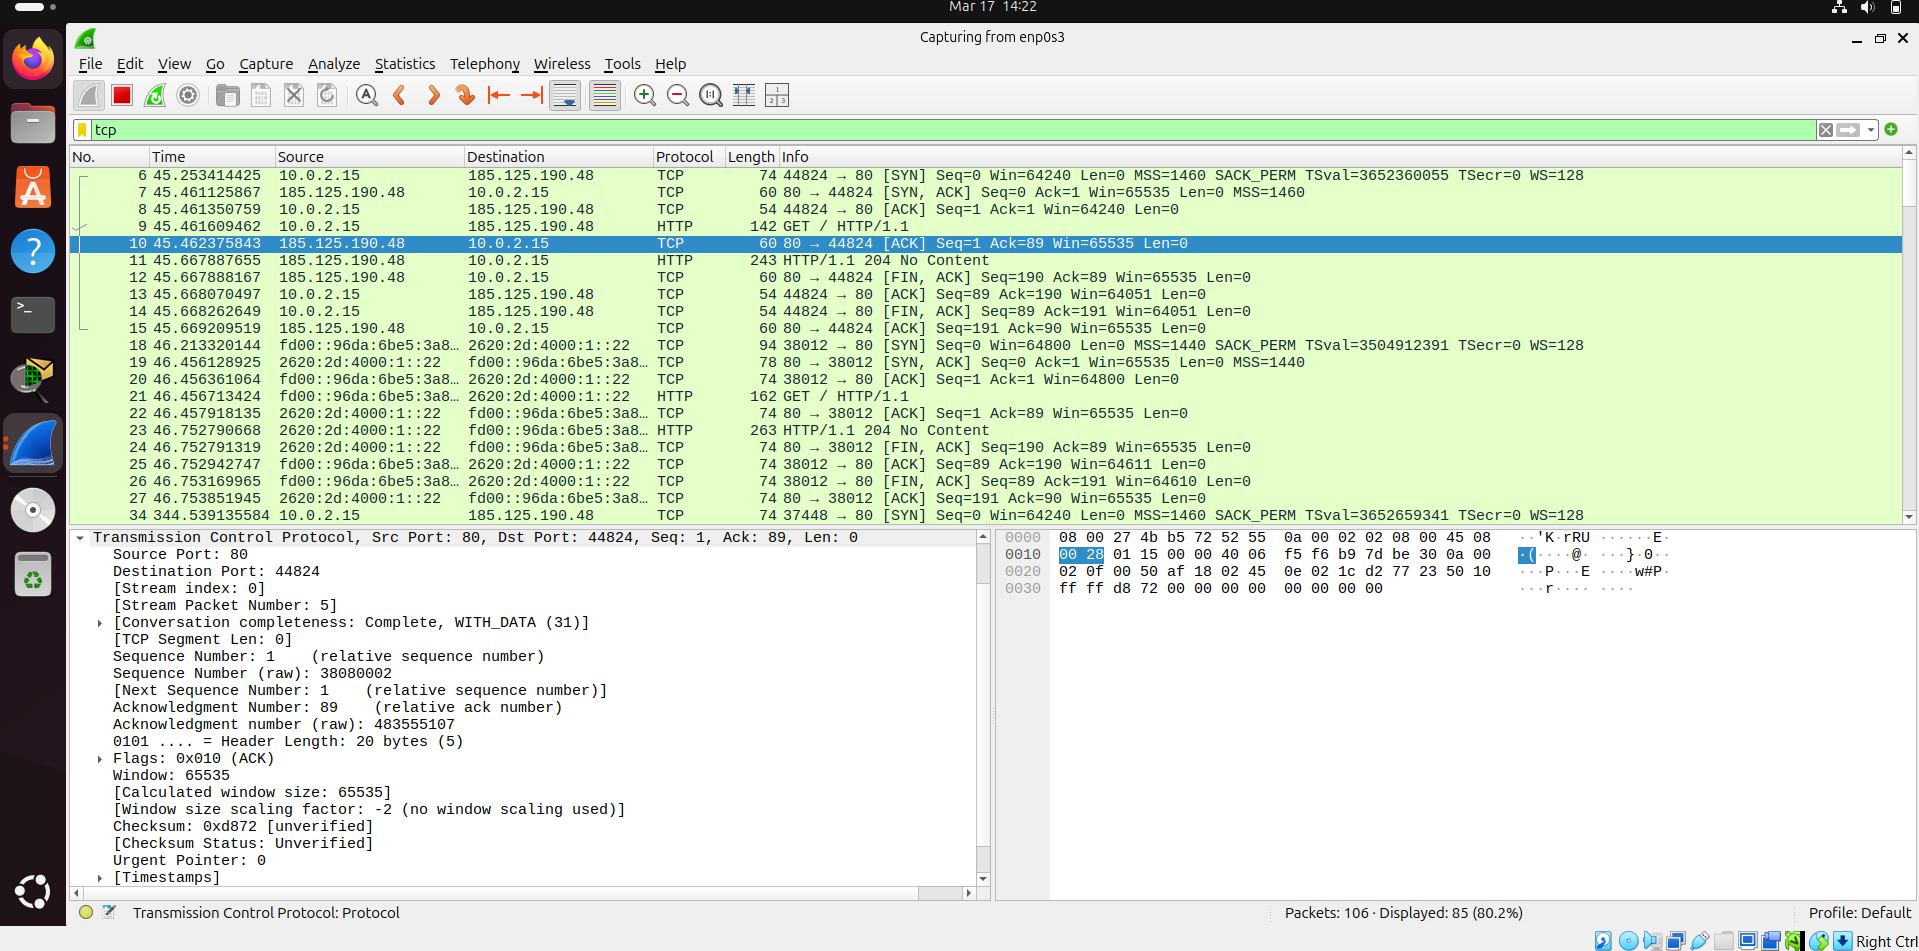 Mar 17 14:22
Capturing from enp0s3
File Edit View Go Capture Analyze Statistics Telephony Wireless Tools Help
tcp
No. Time Source Destination Protocol Length Info
6 45.253414425 10.0.2.15 185.125.190.48 TCP 74 44824 → 80 [SYN] Seq=0 Win=64240 Len=0 MSS=1460 SACK_PERM TSval=3652360055 TSecr=0 WS=128
7 45.461125867 185.125.190.48 10.0.2.15 TCP 60 80 → 44824 [SYN, ACK] Seq=0 Ack=1 Win=65535 Len=0 MSS=1460
8 45.461350759 10.0.2.15 185.125.190.48 TCP 54 44824 → 80 [ACK] Seq=1 Ack=1 Win=64240 Len=0
9 45.461609462 10.0.2.15 185.125.190.48 HTTP 142 GET / HTTP/1.1
10 45.462375843 185.125.190.48 10.0.2.15 TCP 60 80 → 44824 [ACK] Seq=1 Ack=89 Win=65535 Len=0
11 45.667887655 185.125.190.48 10.0.2.15 HTTP 243 HTTP/1.1 204 No Content
12 45.667888167 185.125.190.48 10.0.2.15 TCP 60 80 → 44824 [FIN, ACK] Seq=190 Ack=89 Win=65535 Len=0
13 45.668070497 10.0.2.15 185.125.190.48 TCP 54 44824 → 80 [ACK] Seq=89 Ack=190 Win=64051 Len=0
14 45.668262649 10.0.2.15 185.125.190.48 TCP 54 44824 → 80 [FIN, ACK] Seq=89 Ack=191 Win=64051 Len=0
15 45.669209519 185.125.190.48 10.0.2.15 TCP 60 80 → 44824 [ACK] Seq=191 Ack=90 Win=65535 Len=0
18 46.213320144 fd00::96da:6be5:3a8… 2620:2d:4000:1::22 TCP 94 38012 → 80 [SYN] Seq=0 Win=64800 Len=0 MSS=1440 SACK_PERM TSval=3504912391 TSecr=0 WS=128
19 46.456128925 2620:2d:4000:1::22 fd00::96da:6be5:3a8… TCP 78 80 → 38012 [SYN, ACK] Seq=0 Ack=1 Win=65535 Len=0 MSS=1440
20 46.456361064 fd00::96da:6be5:3a8… 2620:2d:4000:1::22 TCP 74 38012 → 80 [ACK] Seq=1 Ack=1 Win=64800 Len=0
21 46.456713424 fd00::96da:6be5:3a8… 2620:2d:4000:1::22 HTTP 162 GET / HTTP/1.1
22 46.457918135 2620:2d:4000:1::22 fd00::96da:6be5:3a8… TCP 74 80 → 38012 [ACK] Seq=1 Ack=89 Win=65535 Len=0
23 46.752790668 2620:2d:4000:1::22 fd00::96da:6be5:3a8… HTTP 263 HTTP/1.1 204 No Content
24 46.752791319 2620:2d:4000:1::22 fd00::96da:6be5:3a8… TCP 74 80 → 38012 [FIN, ACK] Seq=190 Ack=89 Win=65535 Len=0
25 46.752942747 fd00::96da:6be5:3a8… 2620:2d:4000:1::22 TCP 74 38012 → 80 [ACK] Seq=89 Ack=190 Win=64611 Len=0
26 46.753169965 fd00::96da:6be5:3a8… 2620:2d:4000:1::22 TCP 74 38012 → 80 [FIN, ACK] Seq=89 Ack=191 Win=64610 Len=0
27 46.753851945 2620:2d:4000:1::22 fd00::96da:6be5:3a8… TCP 74 80 → 38012 [ACK] Seq=191 Ack=90 Win=65535 Len=0
34 344.539135584 10.0.2.15 185.125.190.48 TCP 74 37448 → 80 [SYN] Seq=0 Win=64240 Len=0 MSS=1460 SACK_PERM TSval=3652659341 TSecr=0 WS=128
Transmission Control Protocol, Src Port: 80, Dst Port: 44824, Seq: 1, Ack: 89, Len: 0
Source Port: 80
Destination Port: 44824
[Stream index: 0]
[Stream Packet Number: 5]
[Conversation completeness: Complete, WITH_DATA (31)]
[TCP Segment Len: 0]
Sequence Number: 1 (relative sequence number)
Sequence Number (raw): 38080002
[Next Sequence Number: 1 (relative sequence number)]
Acknowledgment Number: 89 (relative ack number)
Acknowledgment number (raw): 483555107
0101 .... = Header Length: 20 bytes (5)
Flags: 0x010 (ACK)
Window: 65535
[Calculated window size: 65535]
[Window size scaling factor: -2 (no window scaling used)]
Checksum: 0xd872 [unverified]
[Checksum Status: Unverified]
Urgent Pointer: 0
[Timestamps]
0000 08 00 27 4b b5 72 52 55 0a 00 02 02 08 00 45 08 ··'K·rRU ······E·
0010 00 28 01 15 00 00 40 06 f5 f6 b9 7d be 30 0a 00 ·(····@· ···}·0··
0020 02 0f 00 50 af 18 02 45 0e 02 1c d2 77 23 50 10 ···P···E ····w#P·
0030 ff ff d8 72 00 00 00 00 00 00 00 00 ···r···· ····
Transmission Control Protocol: Protocol
Packets: 106 · Displayed: 85 (80.2%)
Profile: Default
Right Ctrl